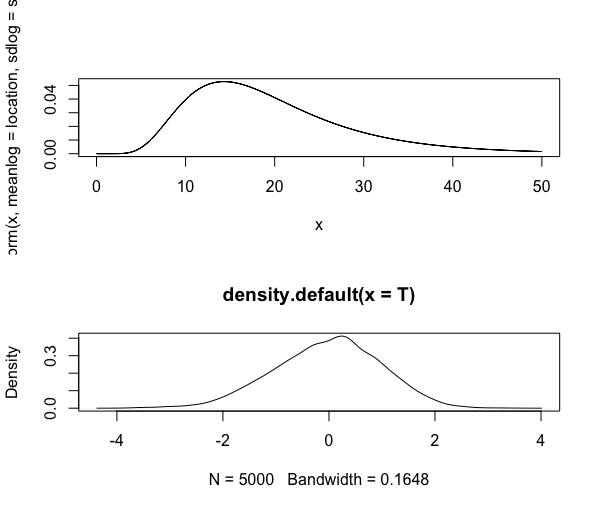 orm(x, meanlog = location, sdlog = s
0.04
0.00
0 10 20 30 40 50
x
density.default(x = T)
Density
0.3
0.0
-4 -2 0 2 4
N = 5000 Bandwidth = 0.1648